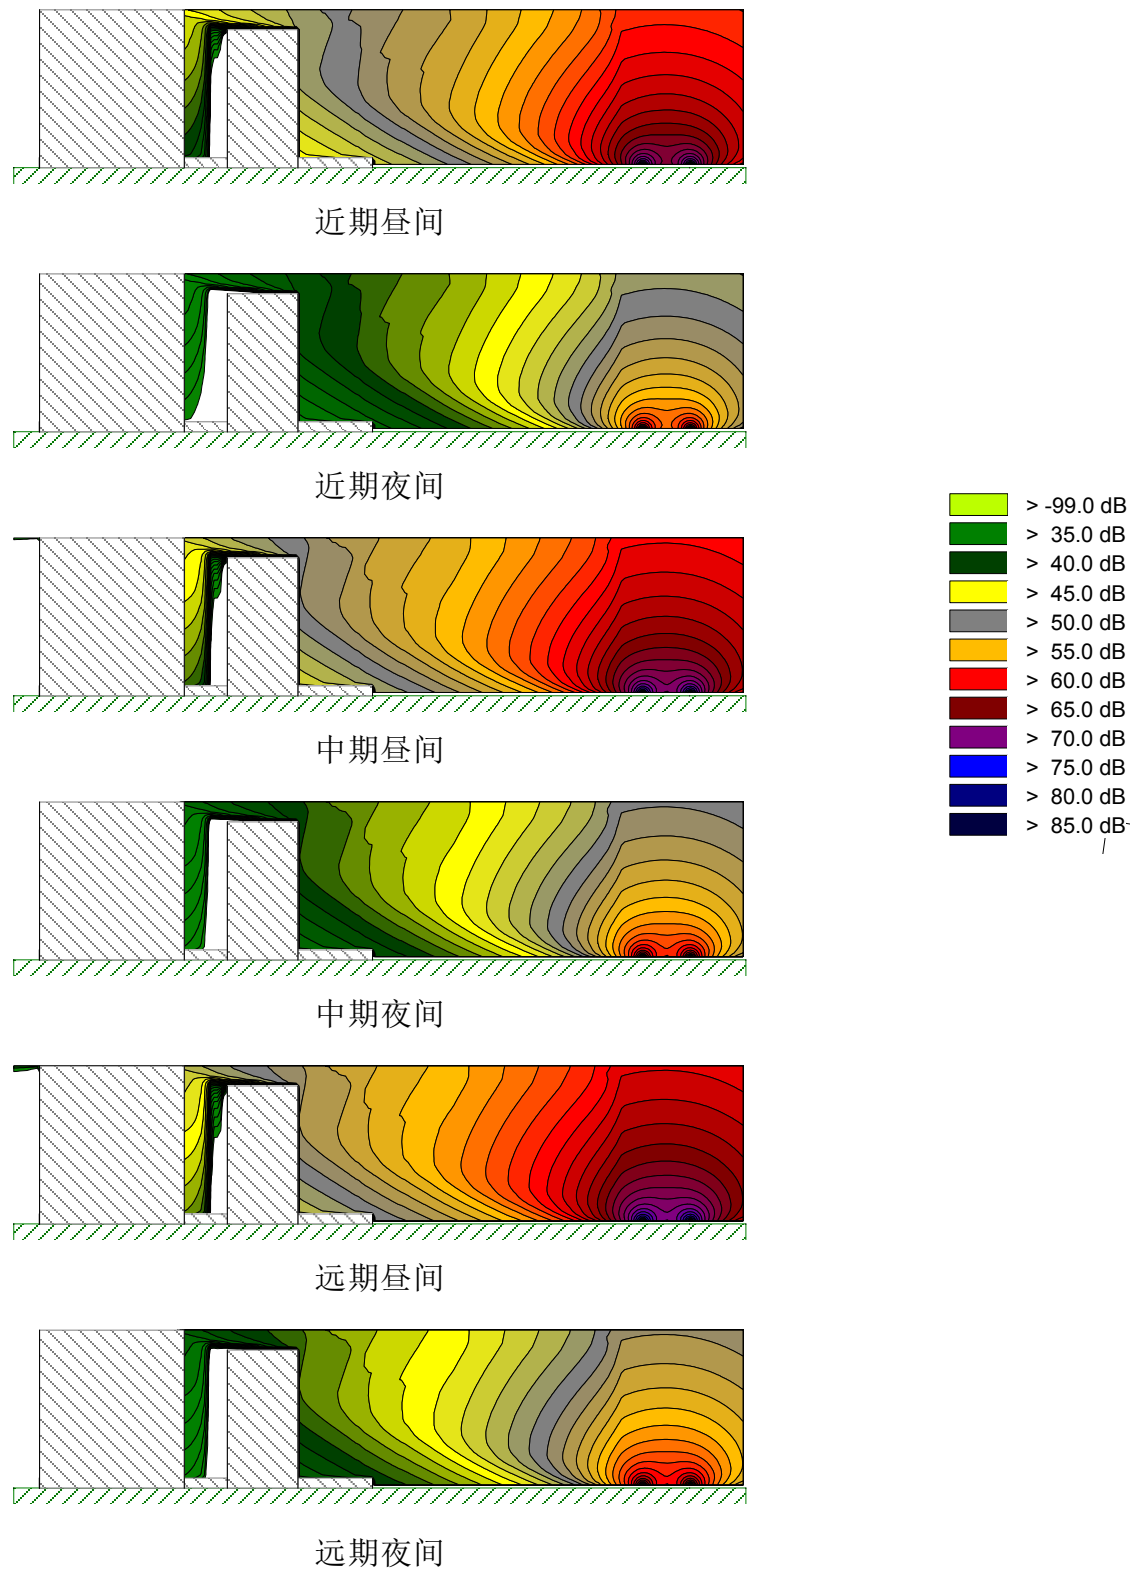 近期昼间
近期夜间
> -99.0 dB
> 35.0 dB
> 40.0 dB
> 45.0 dB
> 50.0 dB
> 55.0 dB
> 60.0 dB
> 65.0 dB
> 70.0 dB
> 75.0 dB
> 80.0 dB
> 85.0 dB
中期昼间
中期夜间
远期昼间
远期夜间